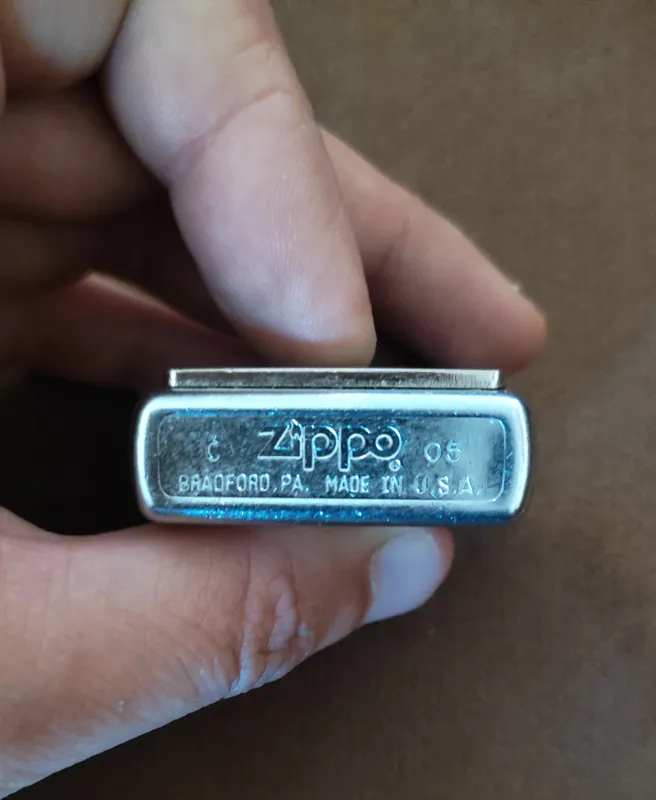 C Zippo® 05
BRADFORD, PA. MADE IN U.S.A.